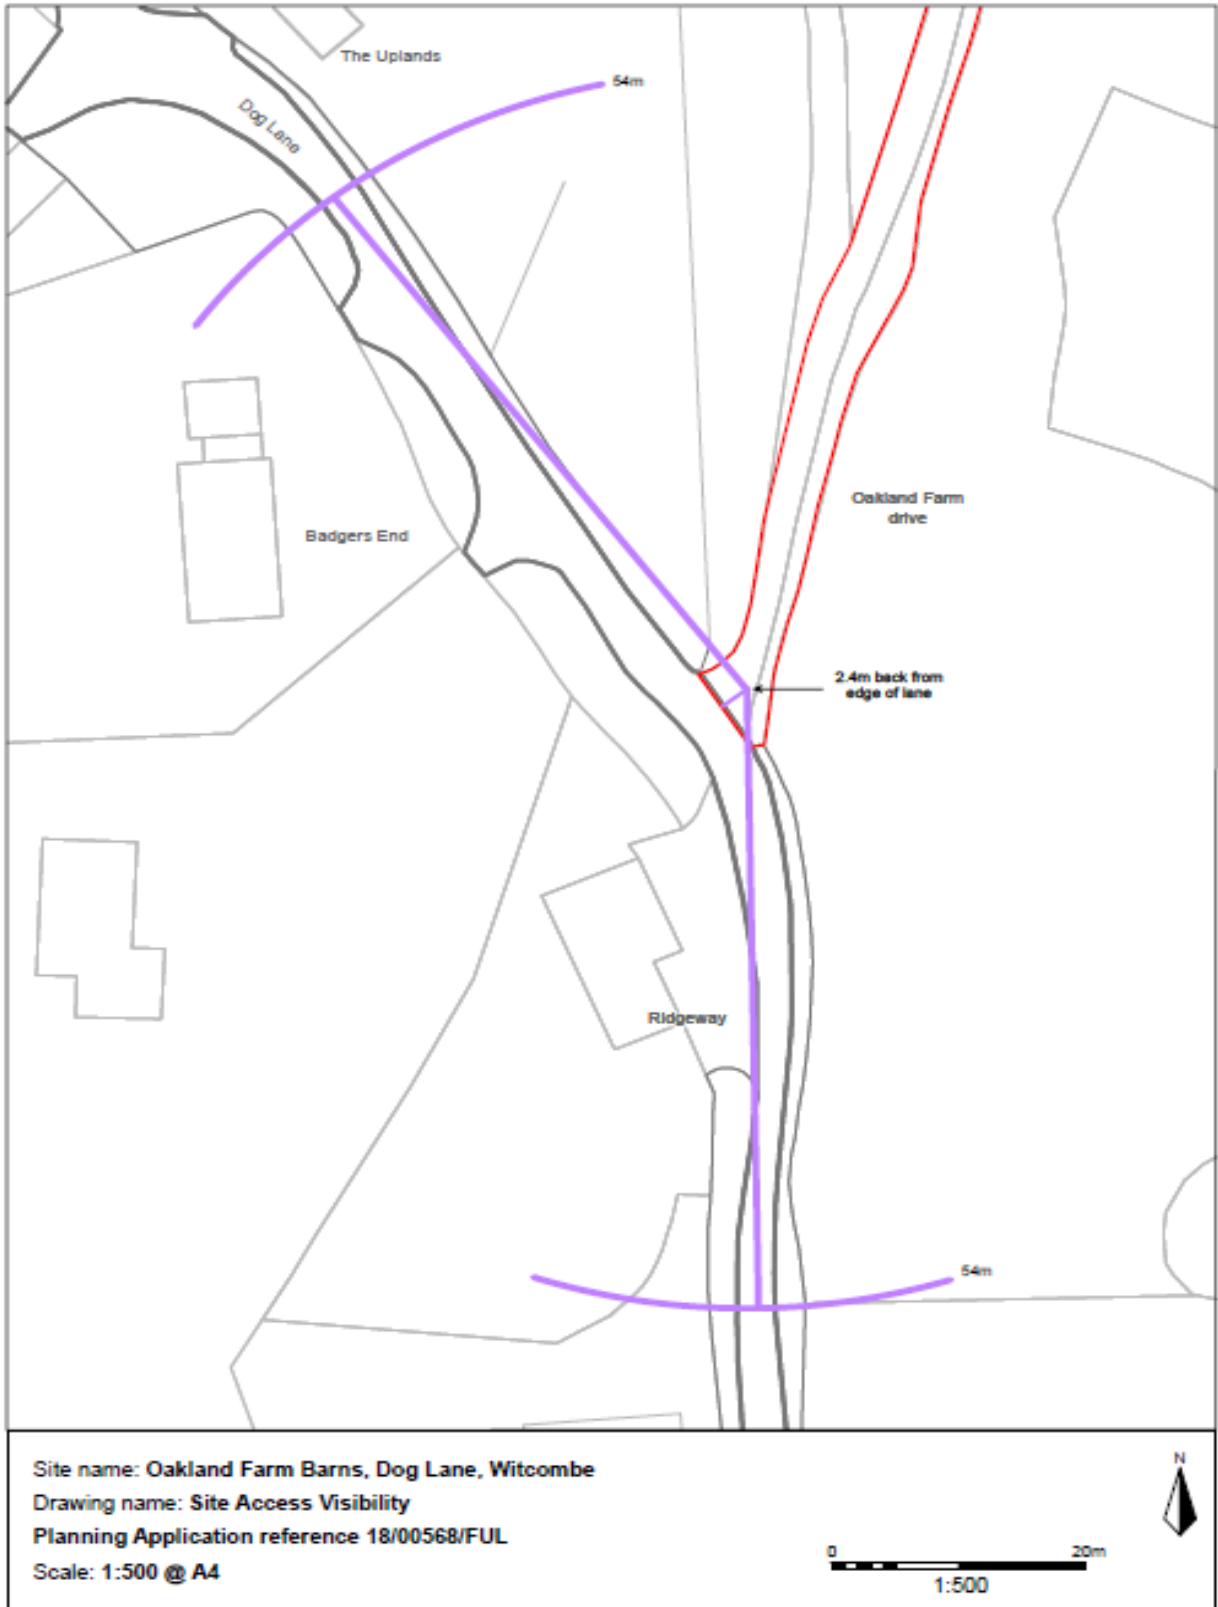 The Uplands
54m
Dog Lane
Oakland Farm
drive
Badgers End
2.4m back from
edge of lane
Ridgeway
54m
Site name: Oakland Farm Barns, Dog Lane, Witcombe
Drawing name: Site Access Visibility
Planning Application reference 18/00568/FUL
Scale: 1:500 @ A4
N
0 20m
1:500